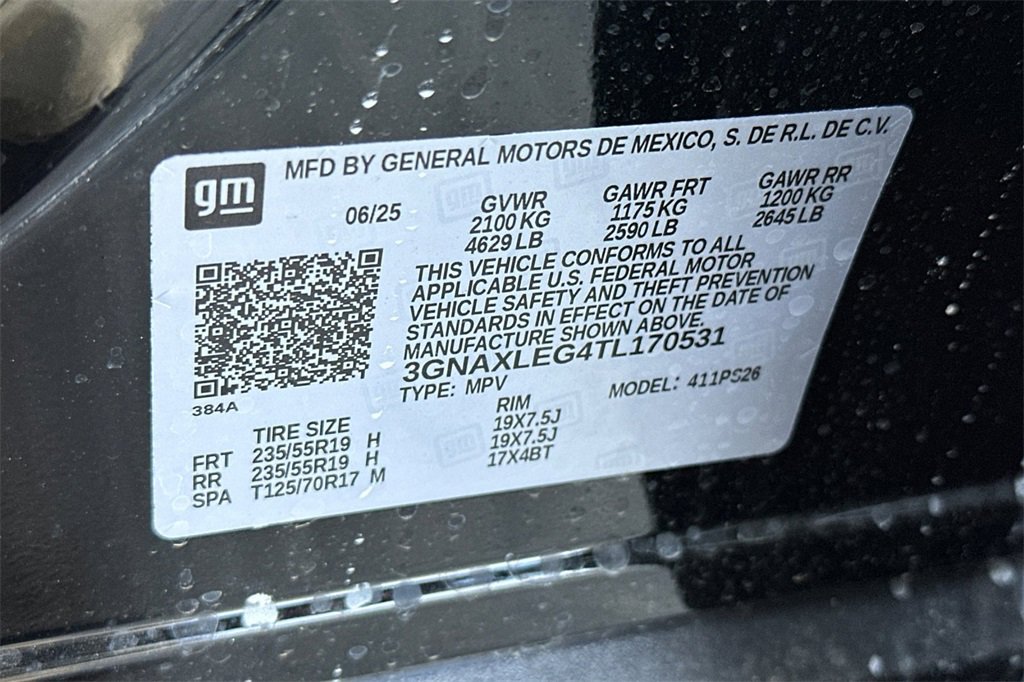 gm
MFD BY GENERAL MOTORS DE MEXICO, S. DE R.L. DE C.V.
06/25
GVWR GAWR FRT GAWR RR
2100 KG 1175 KG 1200 KG
4629 LB 2590 LB 2645 LB
THIS VEHICLE CONFORMS TO ALL
APPLICABLE U.S. FEDERAL MOTOR
VEHICLE SAFETY AND THEFT PREVENTION
STANDARDS IN EFFECT ON THE DATE OF
MANUFACTURE SHOWN ABOVE.
3GNAXLEG4TL170531
TYPE: MPV MODEL: 411PS26
384A
TIRE SIZE RIM
FRT 235/55R19 H 19X7.5J
RR 235/55R19 H 19X7.5J
SPA T125/70R17 M 17X4BT